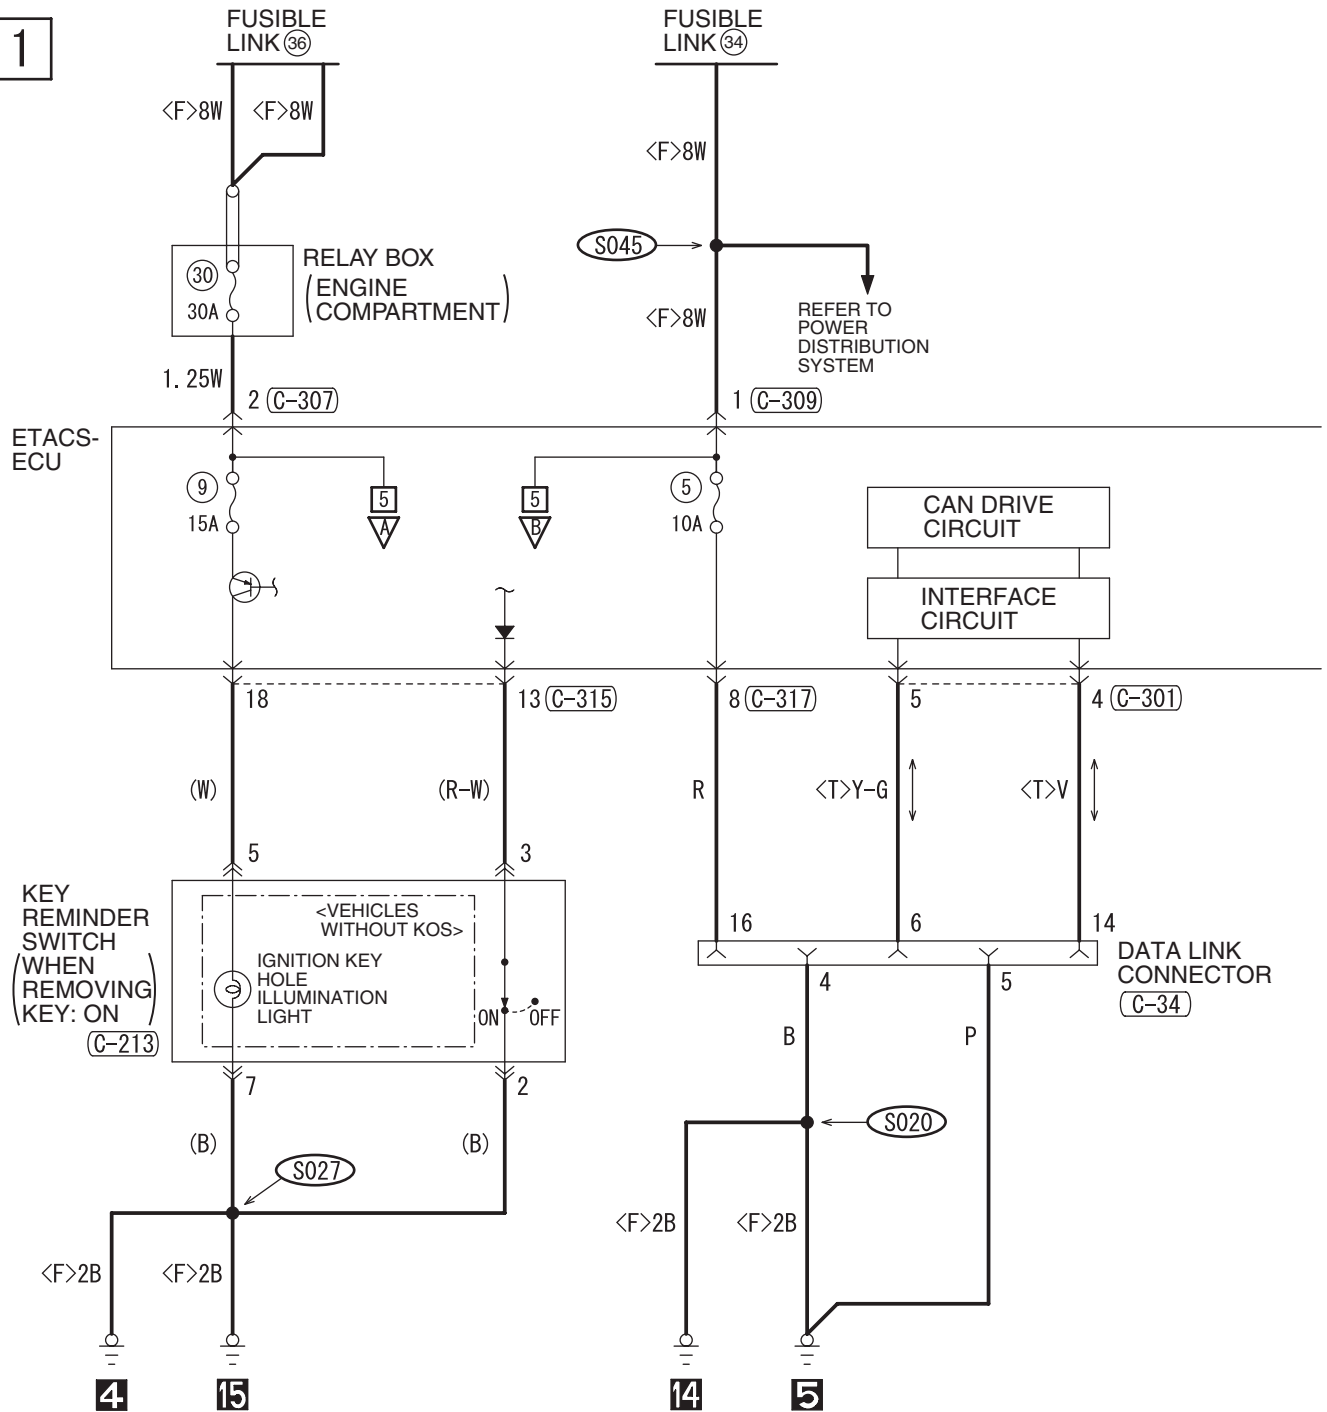 1
FUSIBLE
LINK 36
FUSIBLE
LINK 34
<F>8W
<F>8W
<F>8W
S045
30
30A
RELAY BOX
(ENGINE
COMPARTMENT)
<F>8W
REFER TO
POWER
DISTRIBUTION
SYSTEM
1.25W
2 (C-307)
1 (C-309)
ETACS-
ECU
9
15A
5
A
5
B
5
10A
CAN DRIVE
CIRCUIT
INTERFACE
CIRCUIT
18
13 (C-315)
8 (C-317)
5
4 (C-301)
(W)
(R-W)
R
<T>Y-G
<T>V
5
3
KEY
REMINDER
SWITCH
(WHEN
REMOVING
KEY: ON)
(C-213)
<VEHICLES
WITHOUT KOS>
IGNITION KEY
HOLE
ILLUMINATION
LIGHT
ON
OFF
16
6
14
4
5
DATA LINK
CONNECTOR
(C-34)
7
2
B
P
(B)
(B)
S027
S020
<F>2B
<F>2B
<F>2B
<F>2B
4
15
14
5